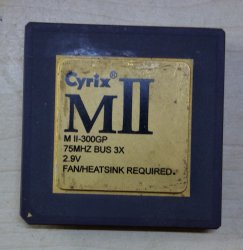 Cyrix®
MII
M II-300GP
75MHZ BUS 3X
2.9V
FAN/HEATSINK REQUIRED.